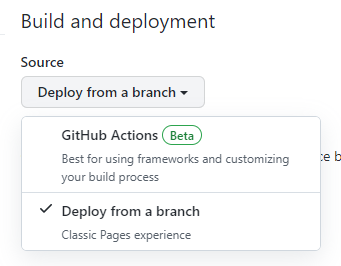 Build and deployment
Source
Deploy from a branch
GitHub Actions Beta
Best for using frameworks and customizing
your build process
Deploy from a branch
Classic Pages experience